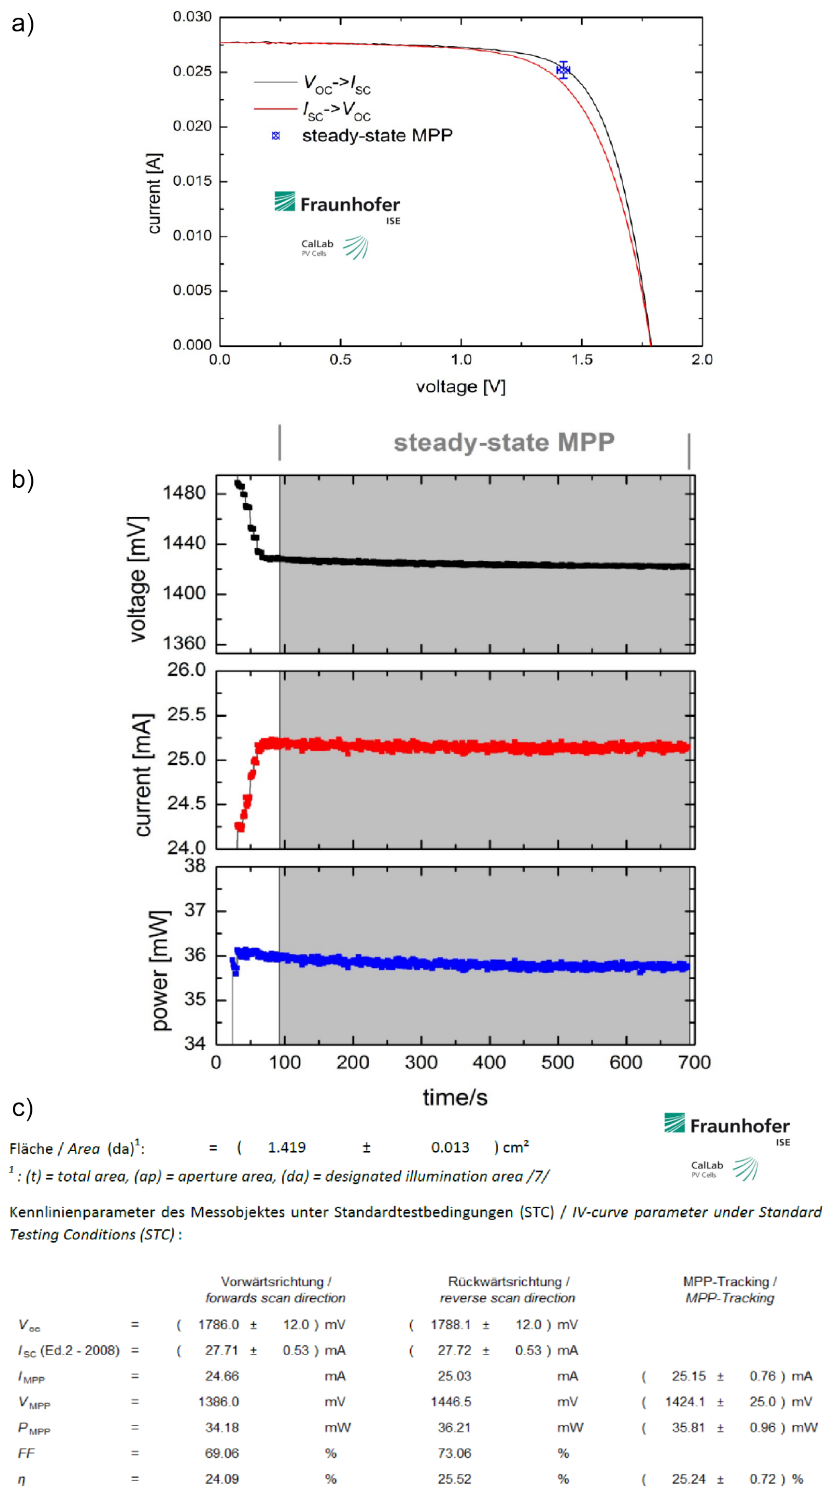 a)
0.030
0.025
0.020
0.015
0.010
0.005
0.000
current [A]
V_OC->I_SC
I_SC->V_OC
steady-state MPP
Fraunhofer
ISE
CalLab
PV Cells
0.0 0.5 1.0 1.5 2.0
voltage [V]
steady-state MPP
b)
1480
1440
1400
1360
voltage [mV]
26.0
25.5
25.0
24.5
24.0
current [mA]
38
37
36
35
34
power [mW]
0 100 200 300 400 500 600 700
time/s
c)
Fraunhofer
ISE
CalLab
PV Cells
Fläche / Area (da)¹: = ( 1.419 ± 0.013 ) cm²
¹ : (t) = total area, (ap) = aperture area, (da) = designated illumination area /7/
Kennlinienparameter des Messobjektes unter Standardtestbedingungen (STC) / IV-curve parameter under Standard
Testing Conditions (STC) :
Vorwärtsrichtung / Rückwärtsrichtung / MPP-Tracking /
forwards scan direction reverse scan direction MPP-Tracking
V_oc = ( 1786.0 ± 12.0 ) mV ( 1788.1 ± 12.0 ) mV
I_SC (Ed.2 - 2008) = ( 27.71 ± 0.53 ) mA ( 27.72 ± 0.53 ) mA
I_MPP = 24.66 mA 25.03 mA ( 25.15 ± 0.76 ) mA
V_MPP = 1386.0 mV 1446.5 mV ( 1424.1 ± 25.0 ) mV
P_MPP = 34.18 mW 36.21 mW ( 35.81 ± 0.96 ) mW
FF = 69.06 % 73.06 %
η = 24.09 % 25.52 % ( 25.24 ± 0.72 ) %